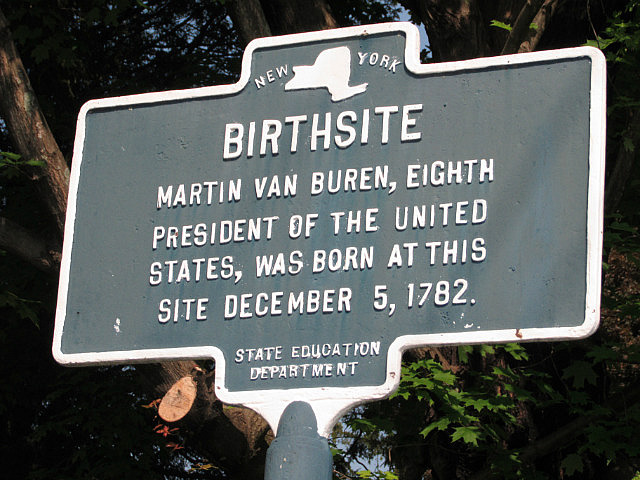 NEW YORK
BIRTHSITE
MARTIN VAN BUREN, EIGHTH
PRESIDENT OF THE UNITED
STATES, WAS BORN AT THIS
SITE DECEMBER 5, 1782.
STATE EDUCATION
DEPARTMENT